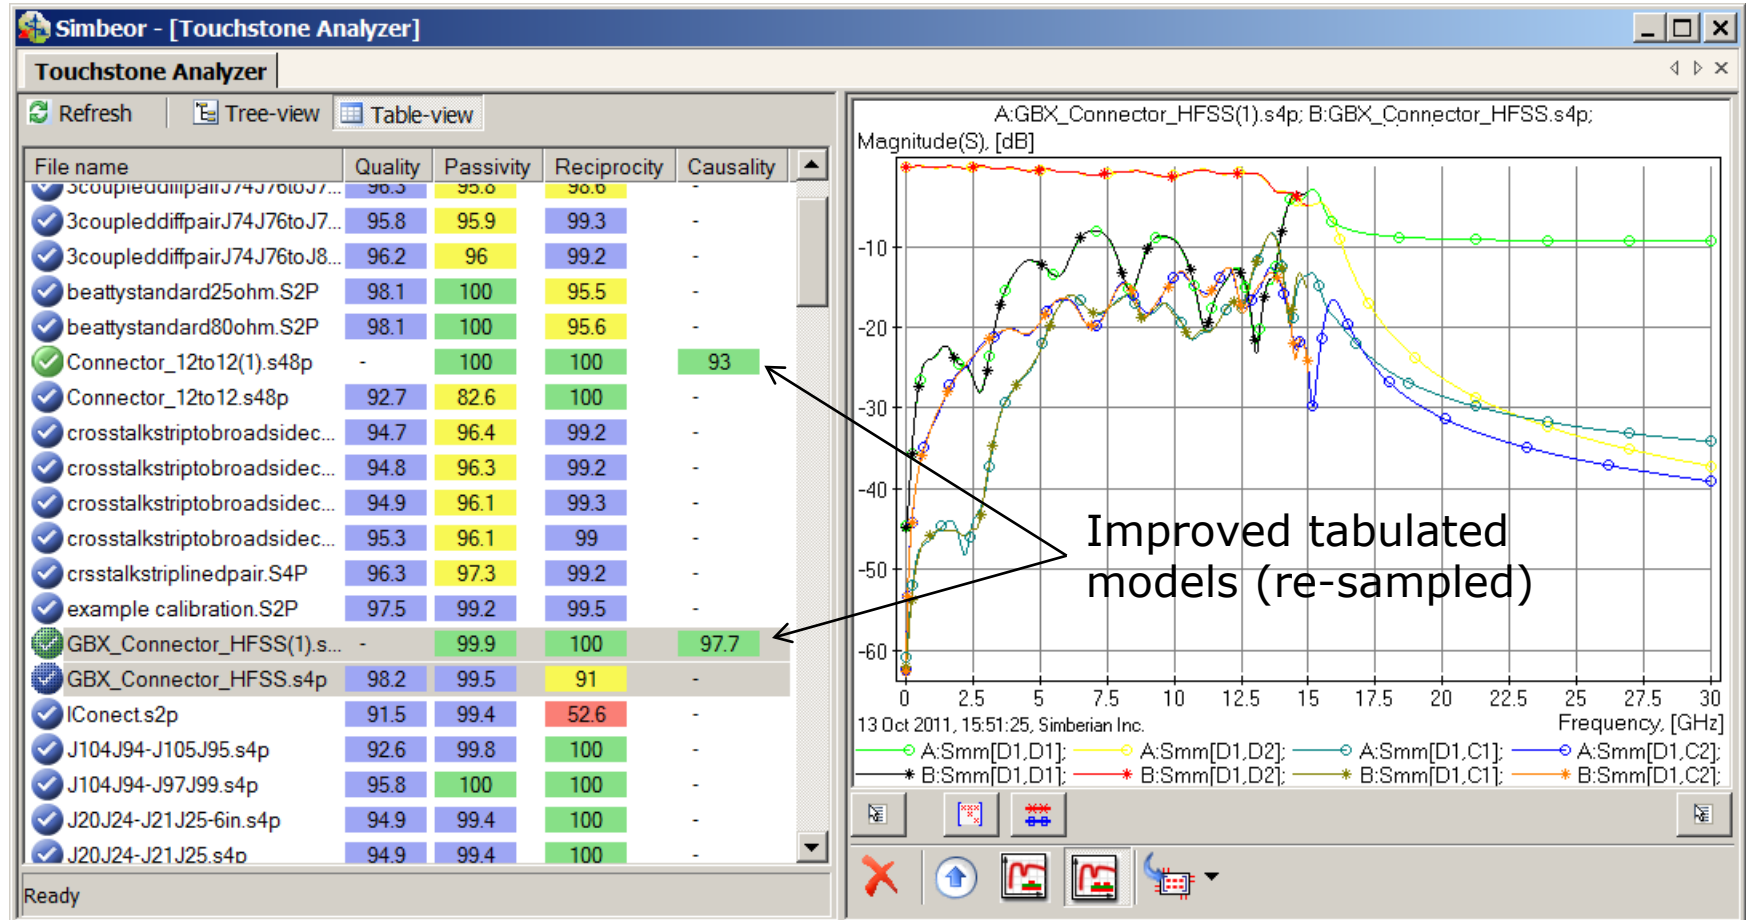 Simbeor - [Touchstone Analyzer]
Touchstone Analyzer
Refresh Tree-view Table-view
File name Quality Passivity Reciprocity Causality
3coupleddiffpairJ74J76toJ7... 96.3 95.8 98.6 -
3coupleddiffpairJ74J76toJ7... 95.8 95.9 99.3 -
3coupleddiffpairJ74J76toJ8... 96.2 96 99.2 -
beattystandard25ohm.S2P 98.1 100 95.5 -
beattystandard80ohm.S2P 98.1 100 95.6 -
Connector_12to12(1).s48p - 100 100 93
Connector_12to12.s48p 92.7 82.6 100 -
crosstalkstriptobroadsidec... 94.7 96.4 99.2 -
crosstalkstriptobroadsidec... 94.8 96.3 99.2 -
crosstalkstriptobroadsidec... 94.9 96.1 99.3 -
crosstalkstriptobroadsidec... 95.3 96.1 99 -
crsstalkstriplinedpair.S4P 96.3 97.3 99.2 -
example calibration.S2P 97.5 99.2 99.5 -
GBX_Connector_HFSS(1).s... - 99.9 100 97.7
GBX_Connector_HFSS.s4p 98.2 99.5 91 -
IConect.s2p 91.5 99.4 52.6 -
J104J94-J105J95.s4p 92.6 99.8 100 -
J104J94-J97J99.s4p 95.8 100 100 -
J20J24-J21J25-6in.s4p 94.9 99.4 100 -
J20J24-J21J25.s4p 94.9 99.4 100 -
Ready
A:GBX_Connector_HFSS(1).s4p; B:GBX_Connector_HFSS.s4p;
Magnitude(S), [dB]
-10
-20
-30
-40
-50
-60
0 2.5 5 7.5 10 12.5 15 17.5 20 22.5 25 27.5 30
13 Oct 2011, 15:51:25, Simberian Inc.
Frequency, [GHz]
A:Smm[D1,D1]; A:Smm[D1,D2]; A:Smm[D1,C1]; A:Smm[D1,C2];
B:Smm[D1,D1]; B:Smm[D1,D2]; B:Smm[D1,C1]; B:Smm[D1,C2];
Improved tabulated
models (re-sampled)